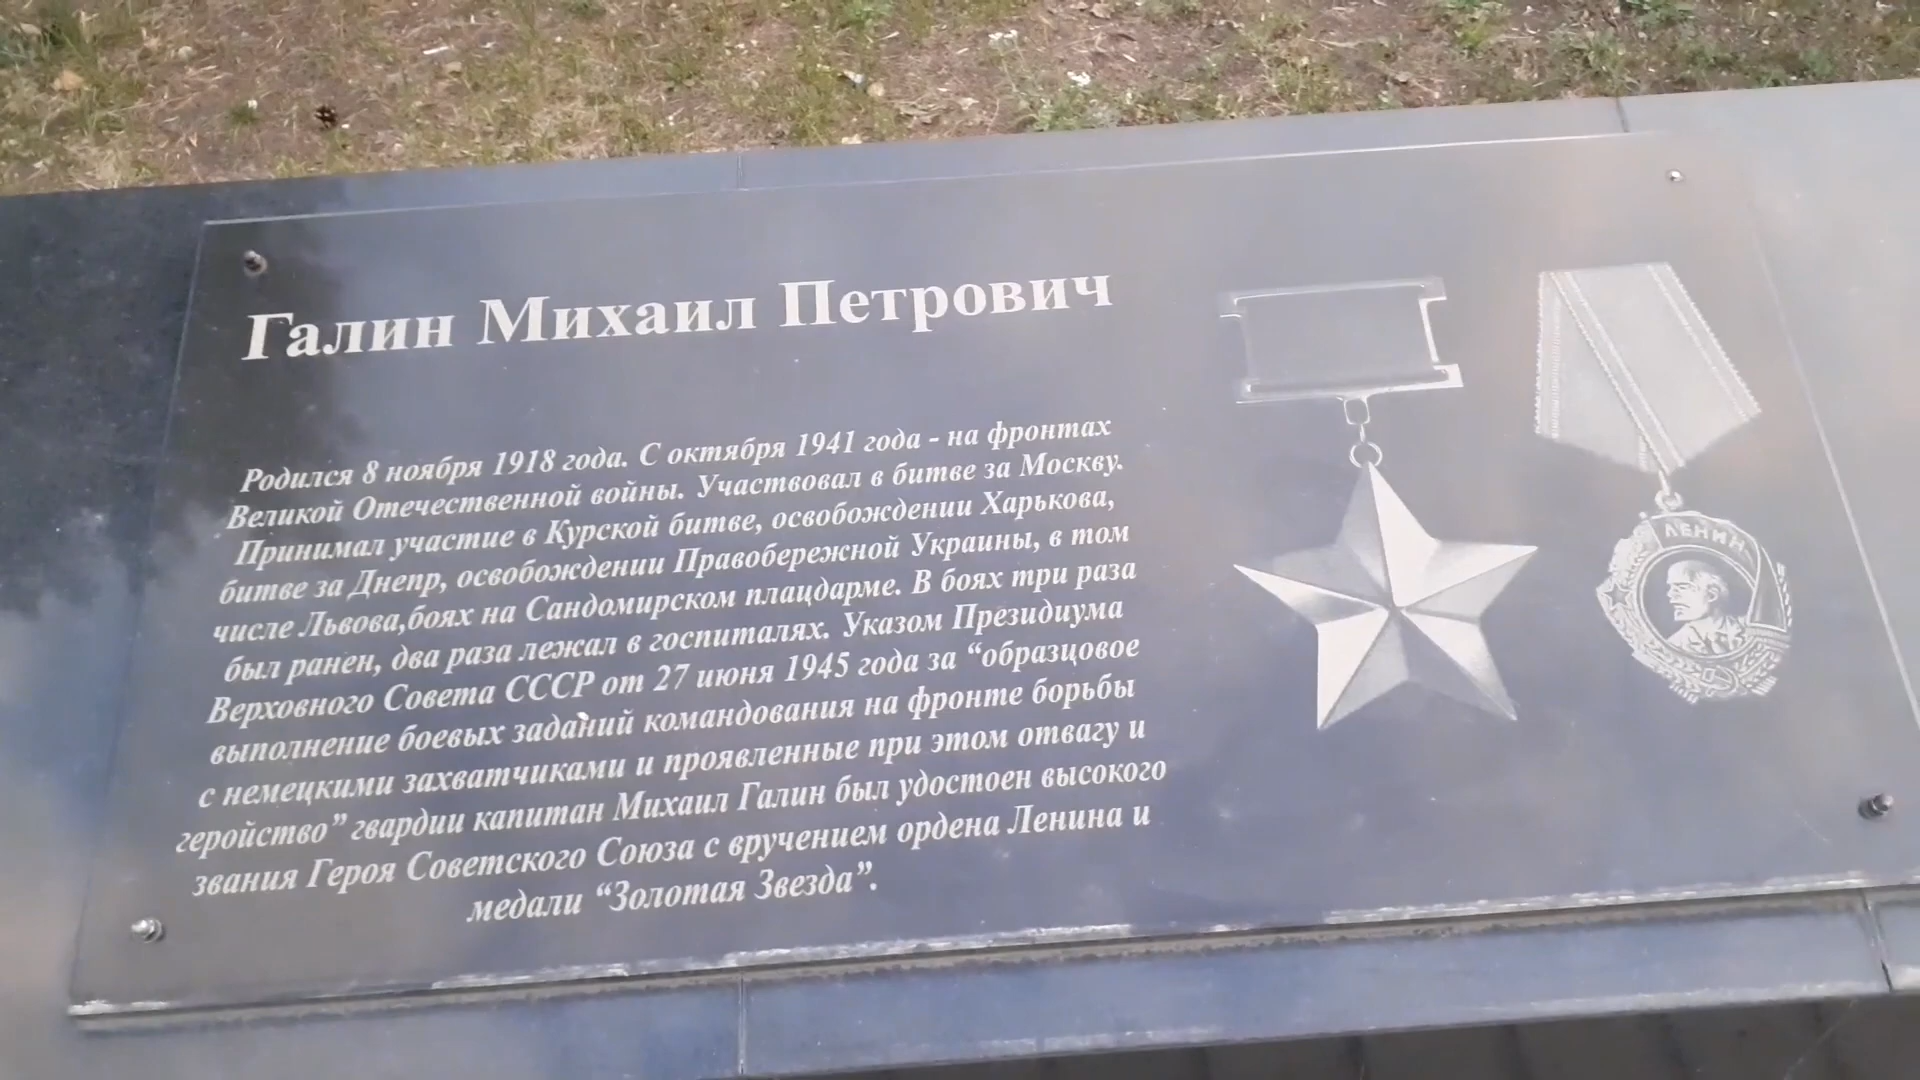 Галин Михаил Петрович
Родился 8 ноября 1918 года. С октября 1941 года - на фронтах
Великой Отечественной войны. Участвовал в битве за Москву.
Принимал участие в Курской битве, освобождении Харькова,
битве за Днепр, освобождении Правобережной Украины, в том
числе Львова,боях на Сандомирском плацдарме. В боях три раза
был ранен, два раза лежал в госпиталях. Указом Президиума
Верховного Совета СССР от 27 июня 1945 года за “образцовое
выполнение боевых заданий командования на фронте борьбы
с немецкими захватчиками и проявленные при этом отвагу и
геройство” гвардии капитан Михаил Галин был удостоен высокого
звания Героя Советского Союза с вручением ордена Ленина и
медали “Золотая Звезда”.
ЛЕНИН